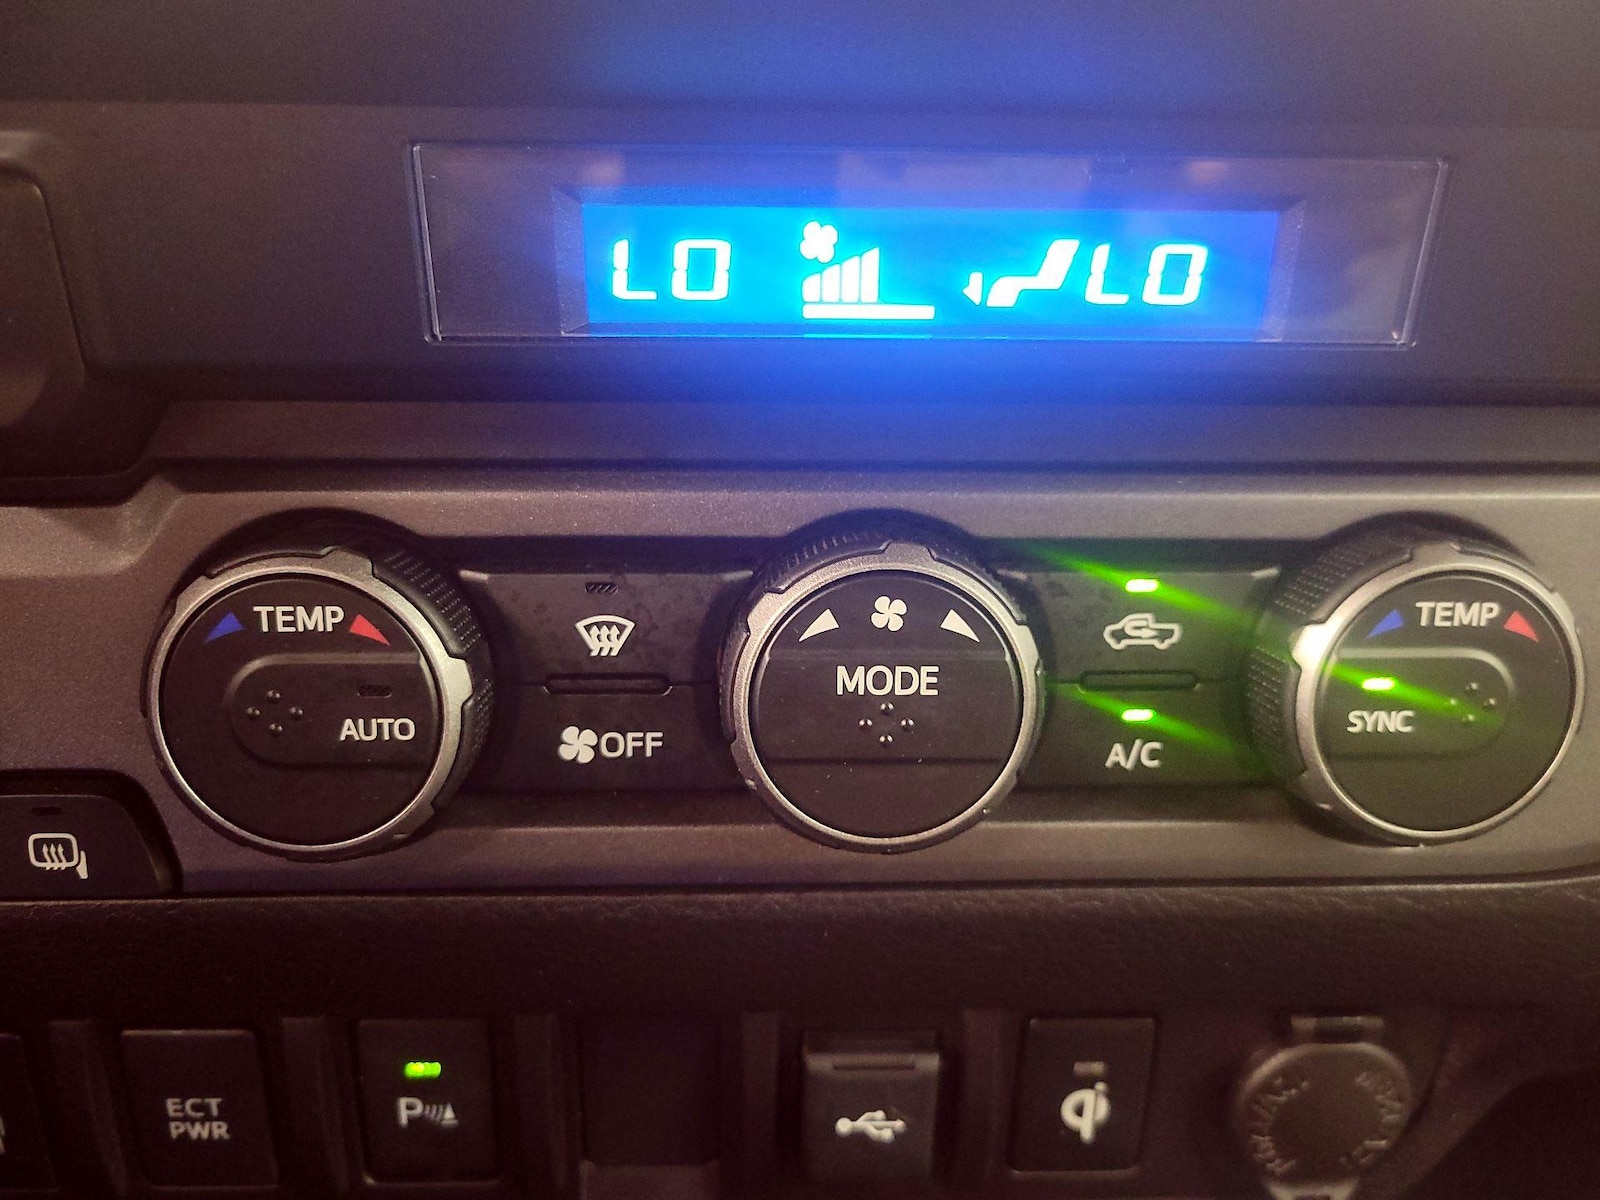 LO LO
TEMP
AUTO
OFF
MODE
A/C
TEMP
SYNC
ECT
PWR
P